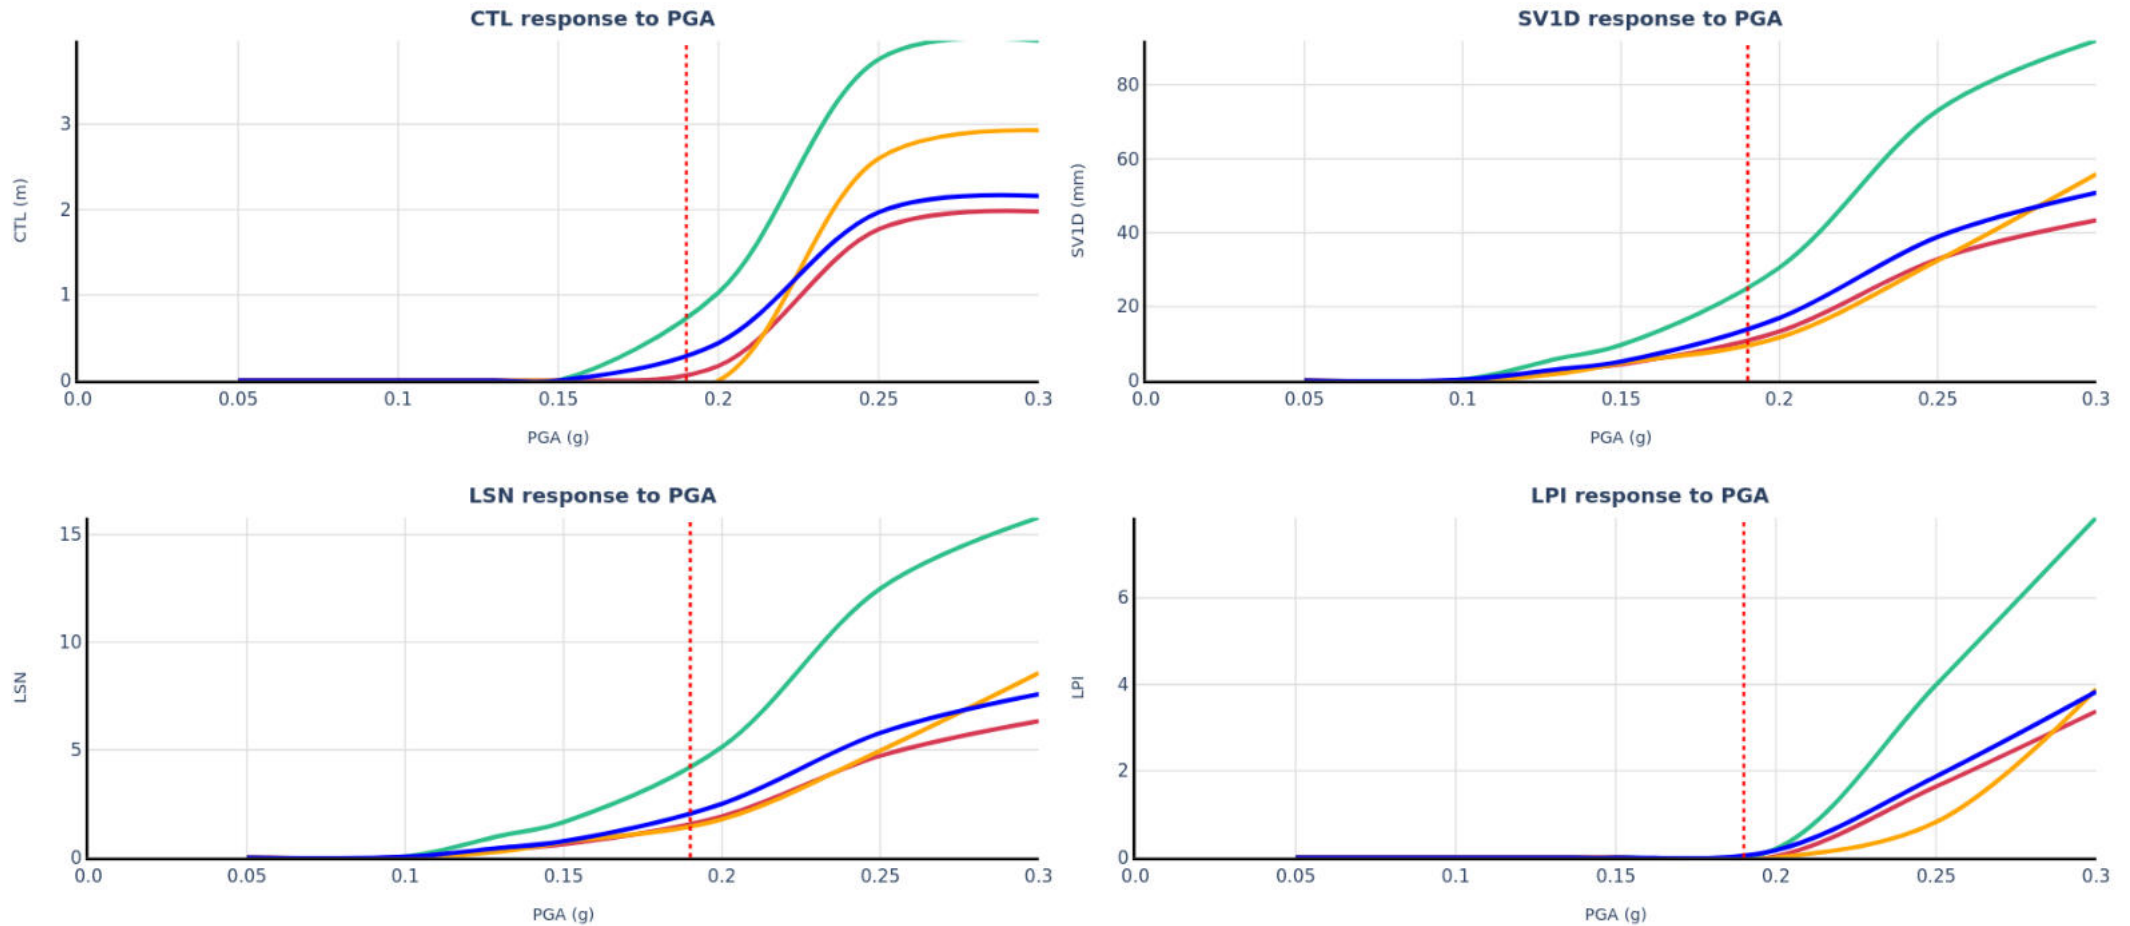 CTL response to PGA
3
2
1
0
CTL (m)
0.0 0.05 0.1 0.15 0.2 0.25 0.3
PGA (g)
SV1D response to PGA
80
60
40
20
0
SV1D (mm)
0.0 0.05 0.1 0.15 0.2 0.25 0.3
PGA (g)
LSN response to PGA
15
10
5
0
LSN
0.0 0.05 0.1 0.15 0.2 0.25 0.3
PGA (g)
LPI response to PGA
6
4
2
0
LPI
0.0 0.05 0.1 0.15 0.2 0.25 0.3
PGA (g)